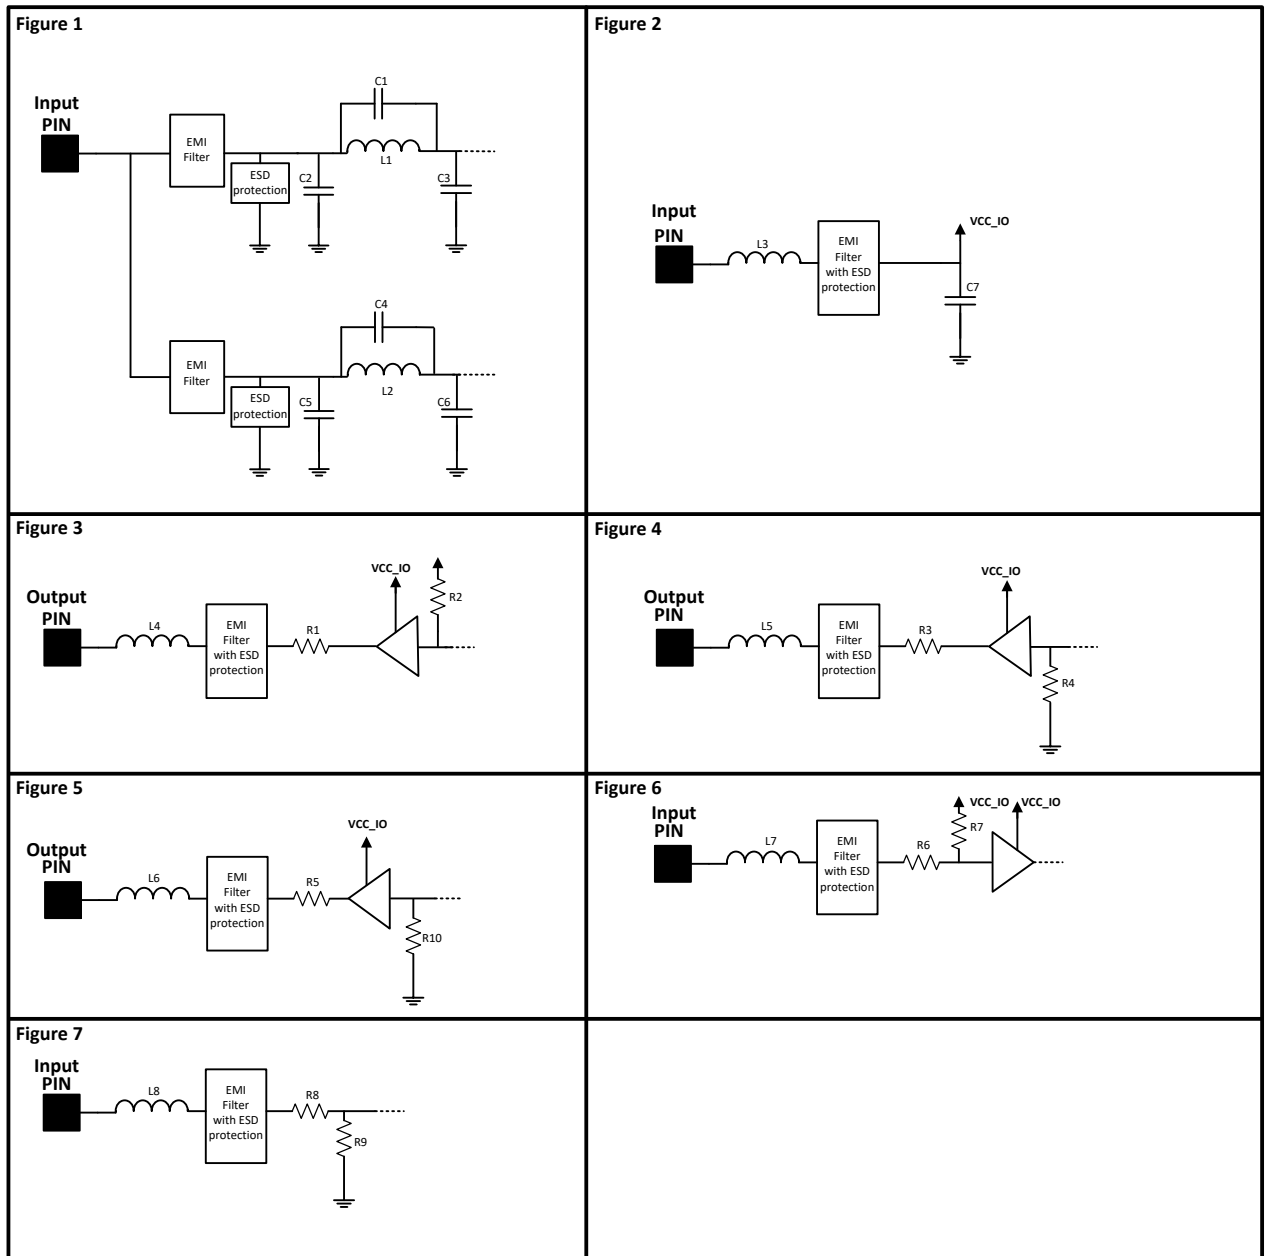 Figure 1
Input
PIN
EMI
Filter
ESD
protection
C1
L1
C2
C3
EMI
Filter
ESD
protection
C4
L2
C5
C6
Figure 2
Input
PIN
L3
EMI
Filter
with ESD
protection
VCC_IO
C7
Figure 3
Output
PIN
L4
EMI
Filter
with ESD
protection
R1
VCC_IO
R2
Figure 4
Output
PIN
L5
EMI
Filter
with ESD
protection
R3
VCC_IO
R4
Figure 5
Output
PIN
L6
EMI
Filter
with ESD
protection
R5
VCC_IO
R10
Figure 6
Input
PIN
L7
EMI
Filter
with ESD
protection
R6
VCC_IO
R7
VCC_IO
Figure 7
Input
PIN
L8
EMI
Filter
with ESD
protection
R8
R9